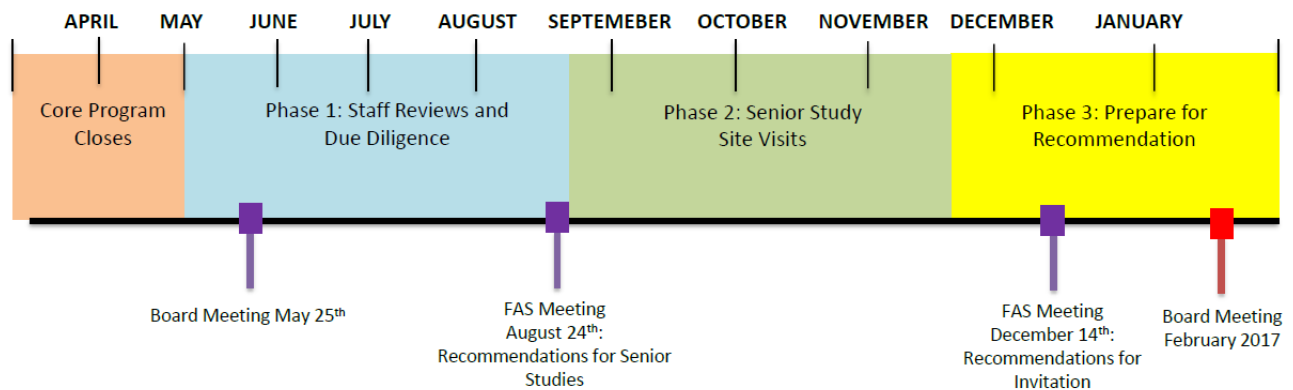 APRIL MAY JUNE JULY AUGUST SEPTEMEBER OCTOBER NOVEMBER DECEMBER JANUARY
Core Program
Closes
Phase 1: Staff Reviews and
Due Diligence
Phase 2: Senior Study
Site Visits
Phase 3: Prepare for
Recommendation
Board Meeting May 25th
FAS Meeting
August 24th:
Recommendations for Senior
Studies
FAS Meeting
December 14th:
Recommendations for
Invitation
Board Meeting
February 2017